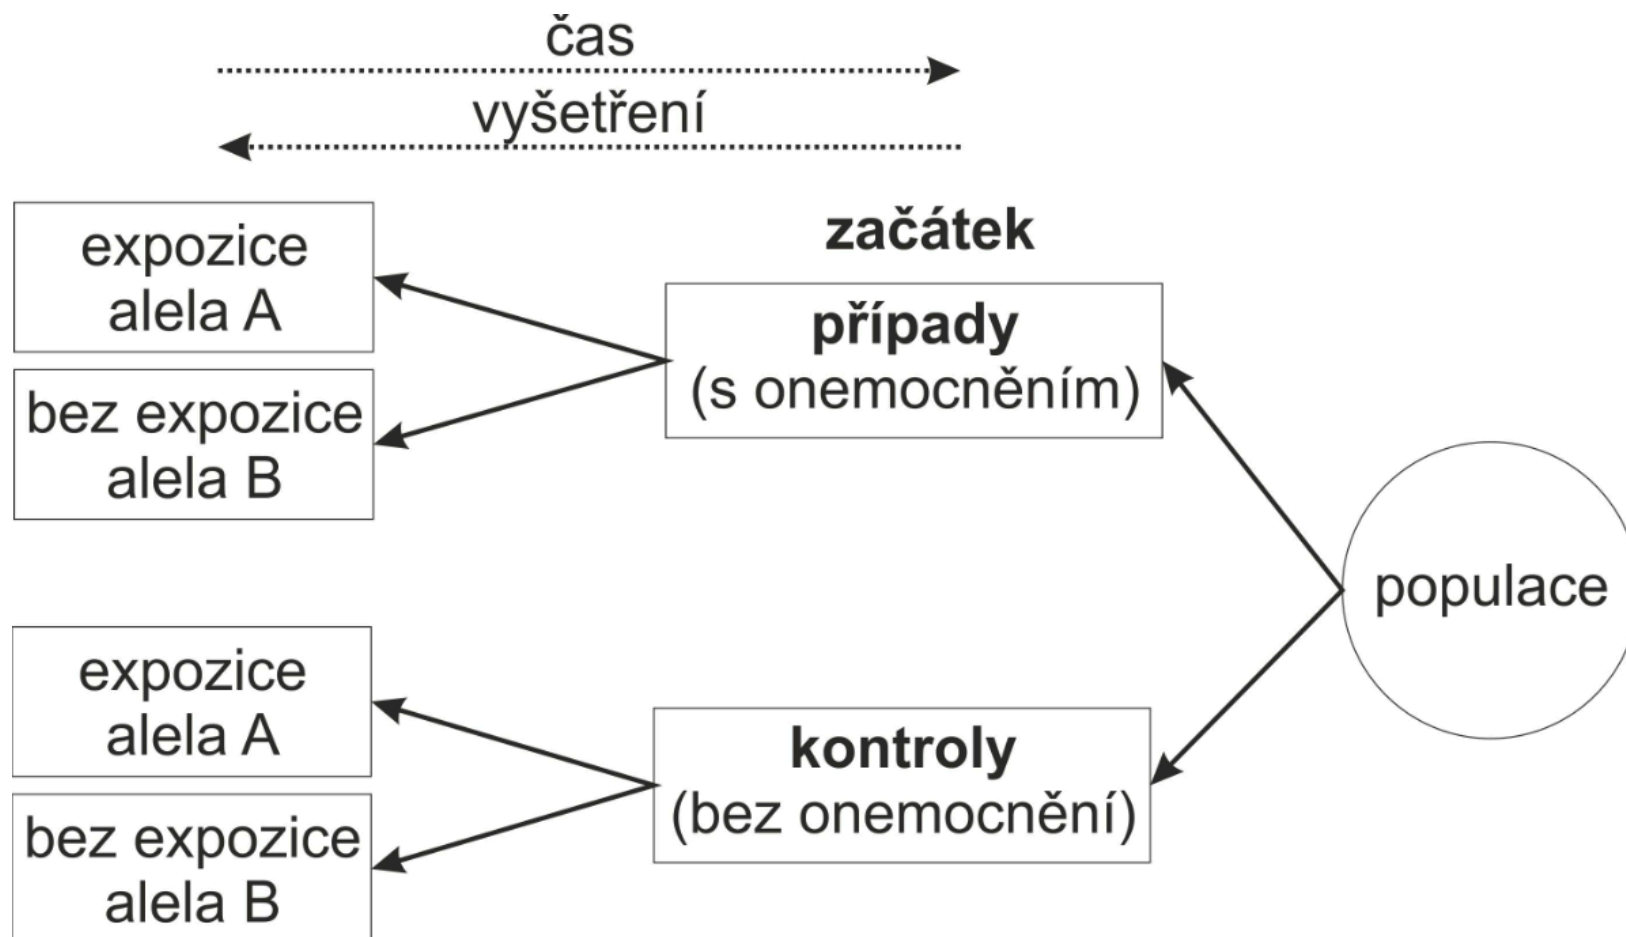 čas
vyšetření
začátek
expozice
alela A
bez expozice
alela B
případy
(s onemocněním)
populace
expozice
alela A
bez expozice
alela B
kontroly
(bez onemocnění)